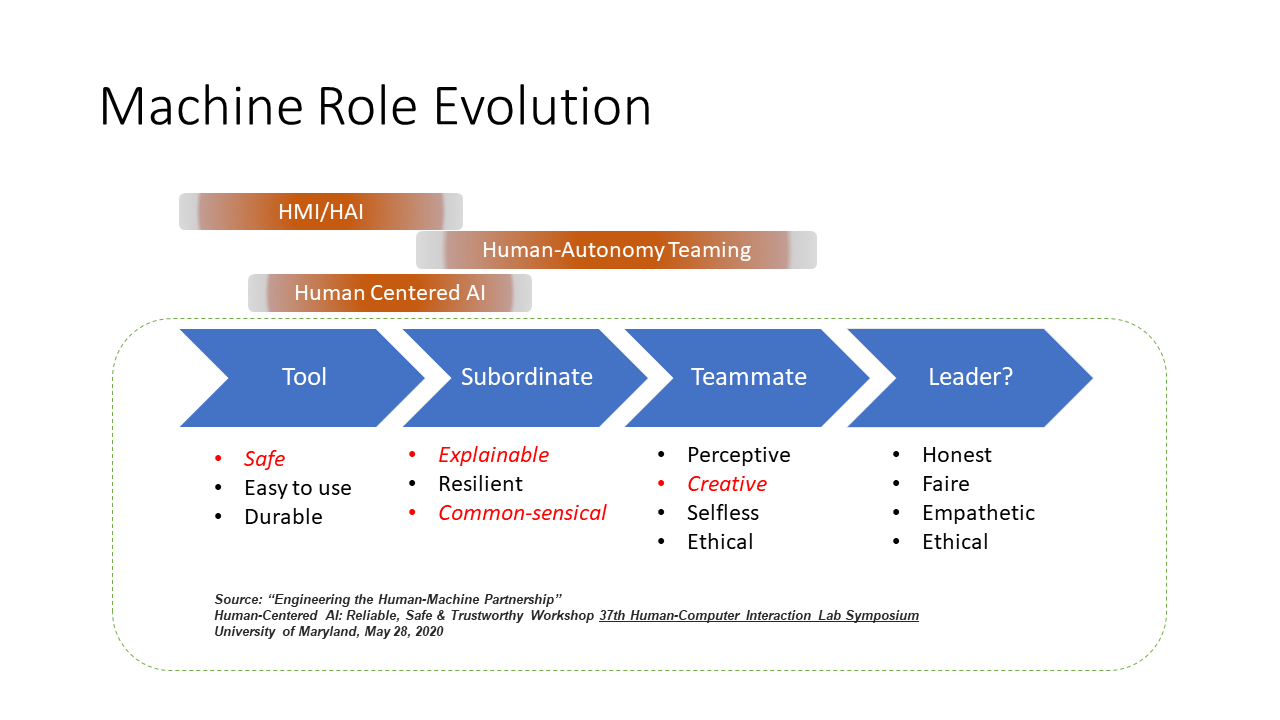 Machine Role Evolution
HMI/HAI
Human-Autonomy Teaming
Human Centered AI
Tool
Subordinate
Teammate
Leader?
• Safe
• Easy to use
• Durable
• Explainable
• Resilient
• Common-sensical
• Perceptive
• Creative
• Selfless
• Ethical
• Honest
• Faire
• Empathetic
• Ethical
Source: “Engineering the Human-Machine Partnership”
Human-Centered AI: Reliable, Safe & Trustworthy Workshop 37th Human-Computer Interaction Lab Symposium
University of Maryland, May 28, 2020